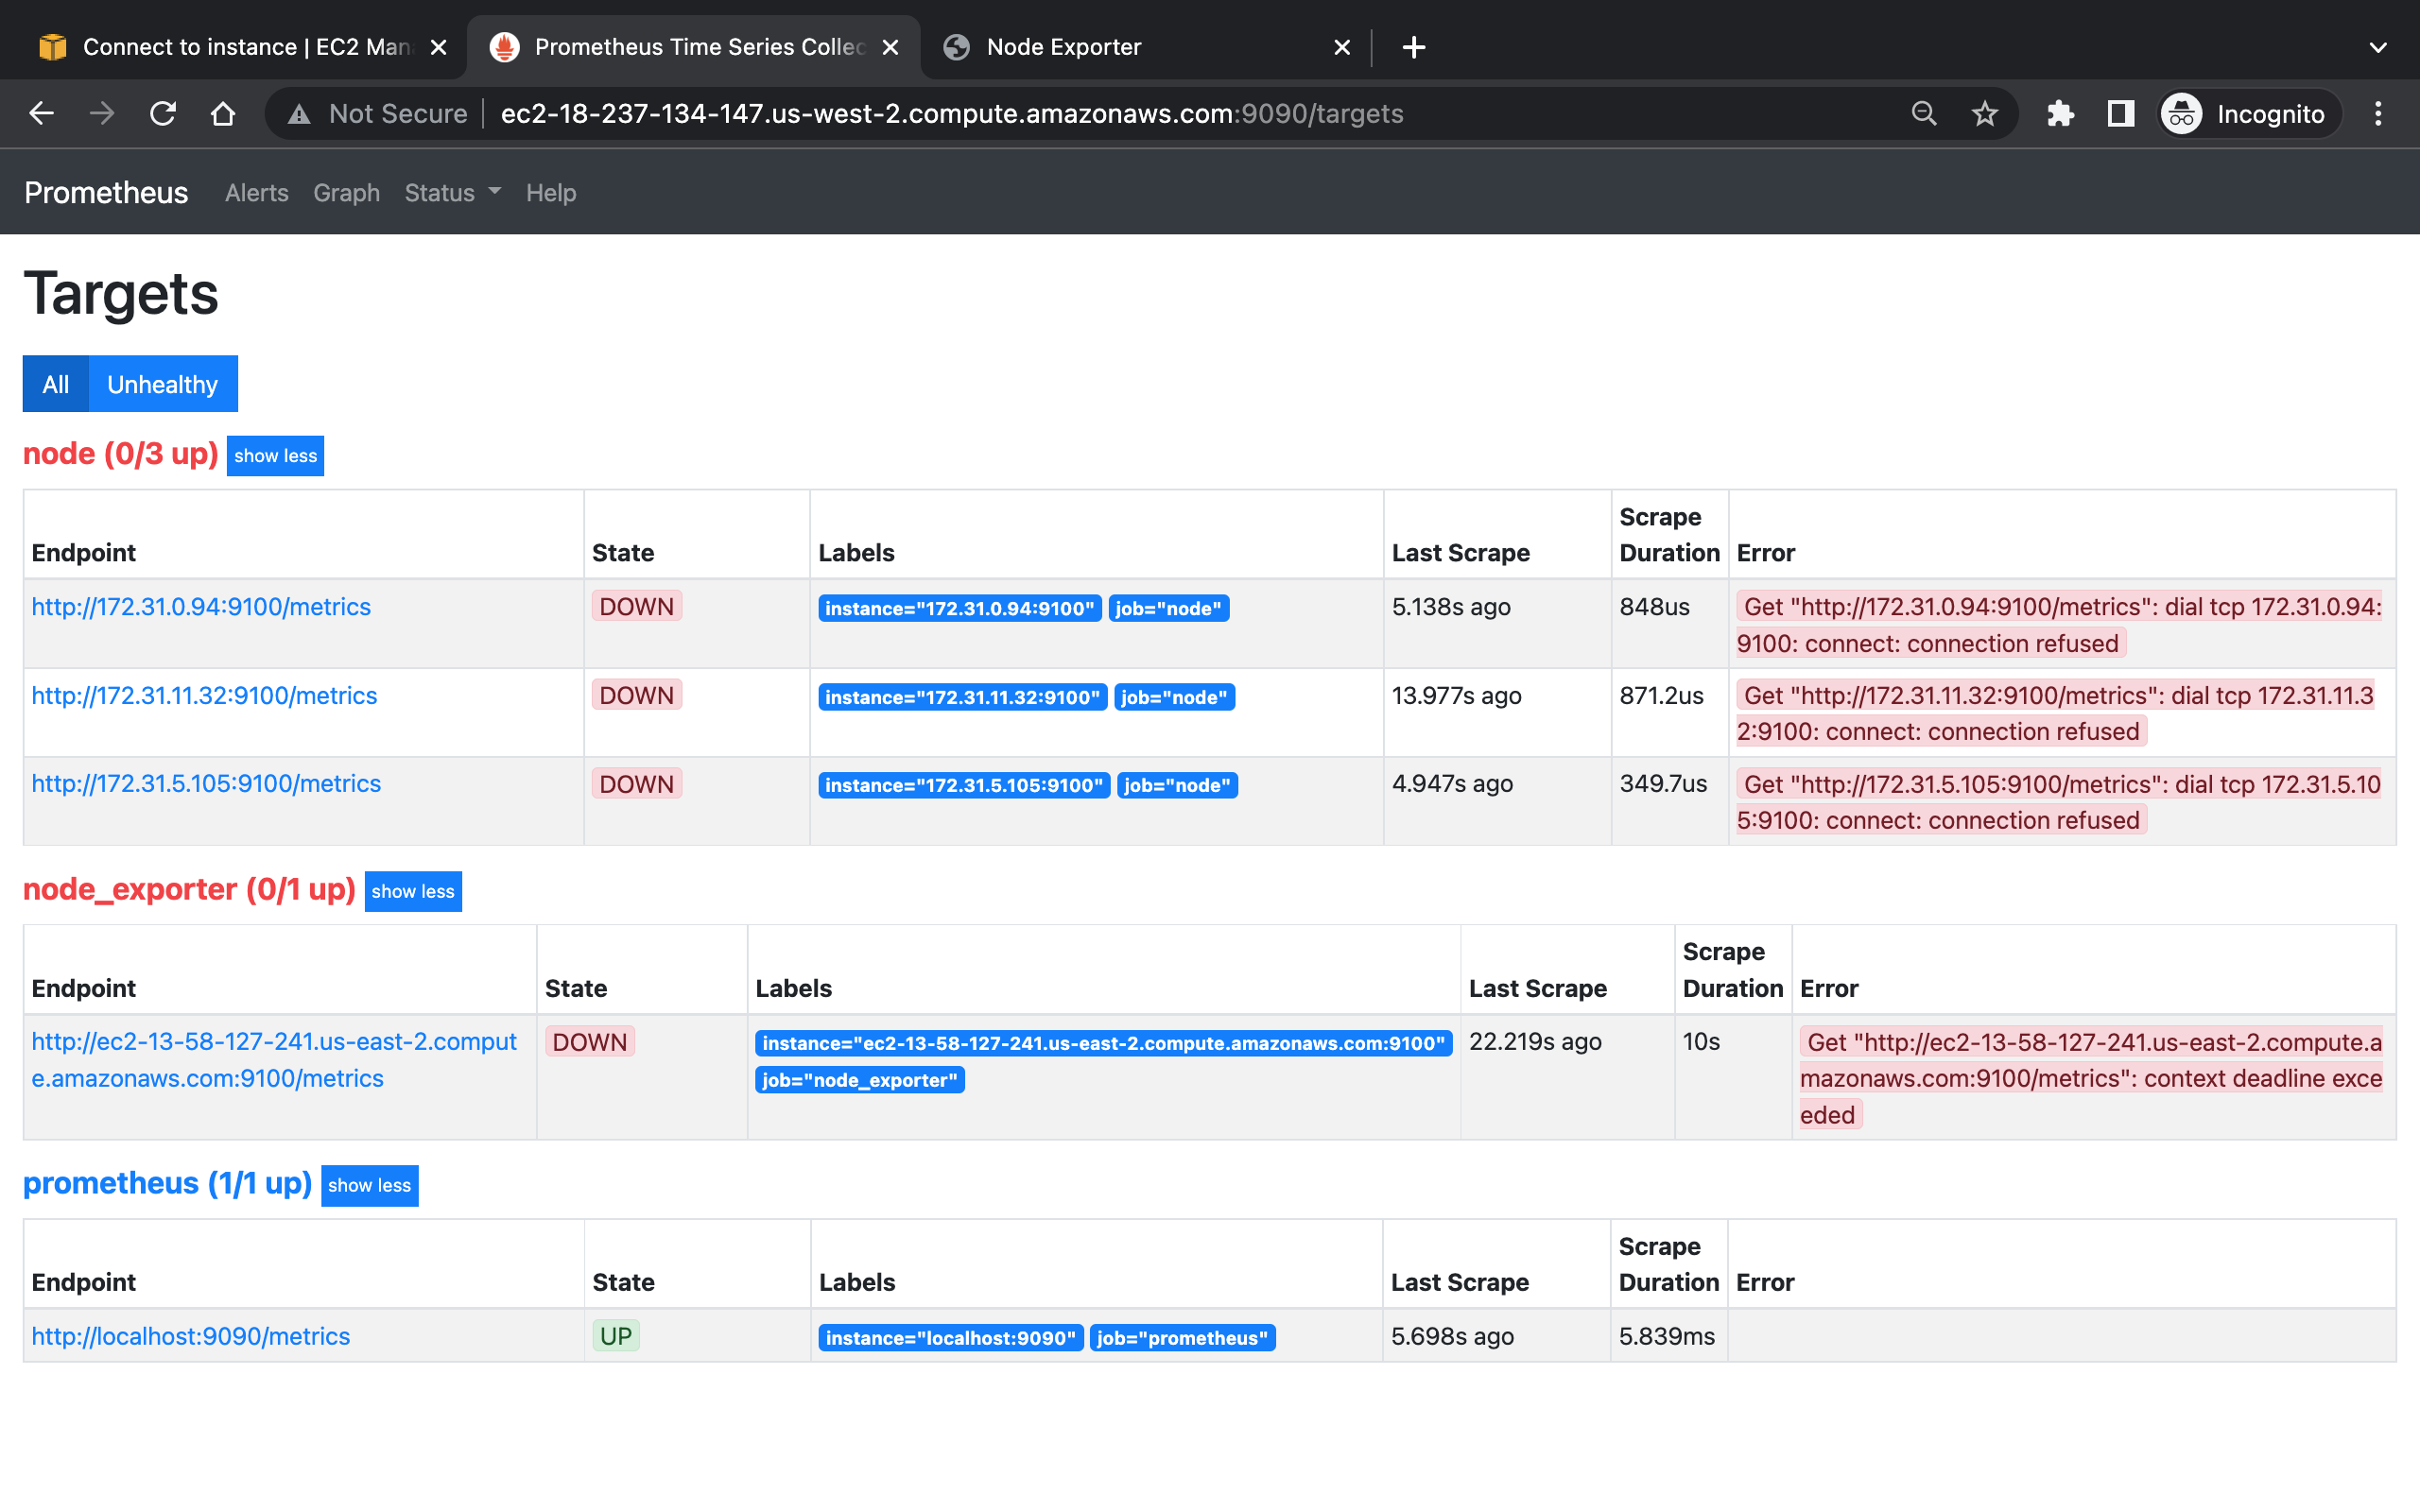 Connect to instance | EC2 Man
Prometheus Time Series Collec
Node Exporter
Not Secure
ec2-18-237-134-147.us-west-2.compute.amazonaws.com:9090/targets
Incognito
Prometheus
Alerts
Graph
Status
Help
Targets
All
Unhealthy
node (0/3 up)
show less
Endpoint
State
Labels
Last Scrape
Scrape
Duration
Error
http://172.31.0.94:9100/metrics
DOWN
instance="172.31.0.94:9100" job="node"
5.138s ago
848us
Get "http://172.31.0.94:9100/metrics": dial tcp 172.31.0.94:
9100: connect: connection refused
http://172.31.11.32:9100/metrics
DOWN
instance="172.31.11.32:9100" job="node"
13.977s ago
871.2us
Get "http://172.31.11.32:9100/metrics": dial tcp 172.31.11.3
2:9100: connect: connection refused
http://172.31.5.105:9100/metrics
DOWN
instance="172.31.5.105:9100" job="node"
4.947s ago
349.7us
Get "http://172.31.5.105:9100/metrics": dial tcp 172.31.5.10
5:9100: connect: connection refused
node_exporter (0/1 up)
show less
Endpoint
State
Labels
Last Scrape
Scrape
Duration
Error
http://ec2-13-58-127-241.us-east-2.comput
e.amazonaws.com:9100/metrics
DOWN
instance="ec2-13-58-127-241.us-east-2.compute.amazonaws.com:9100"
job="node_exporter"
22.219s ago
10s
Get "http://ec2-13-58-127-241.us-east-2.compute.a
mazonaws.com:9100/metrics": context deadline exce
eded
prometheus (1/1 up)
show less
Endpoint
State
Labels
Last Scrape
Scrape
Duration
Error
http://localhost:9090/metrics
UP
instance="localhost:9090" job="prometheus"
5.698s ago
5.839ms